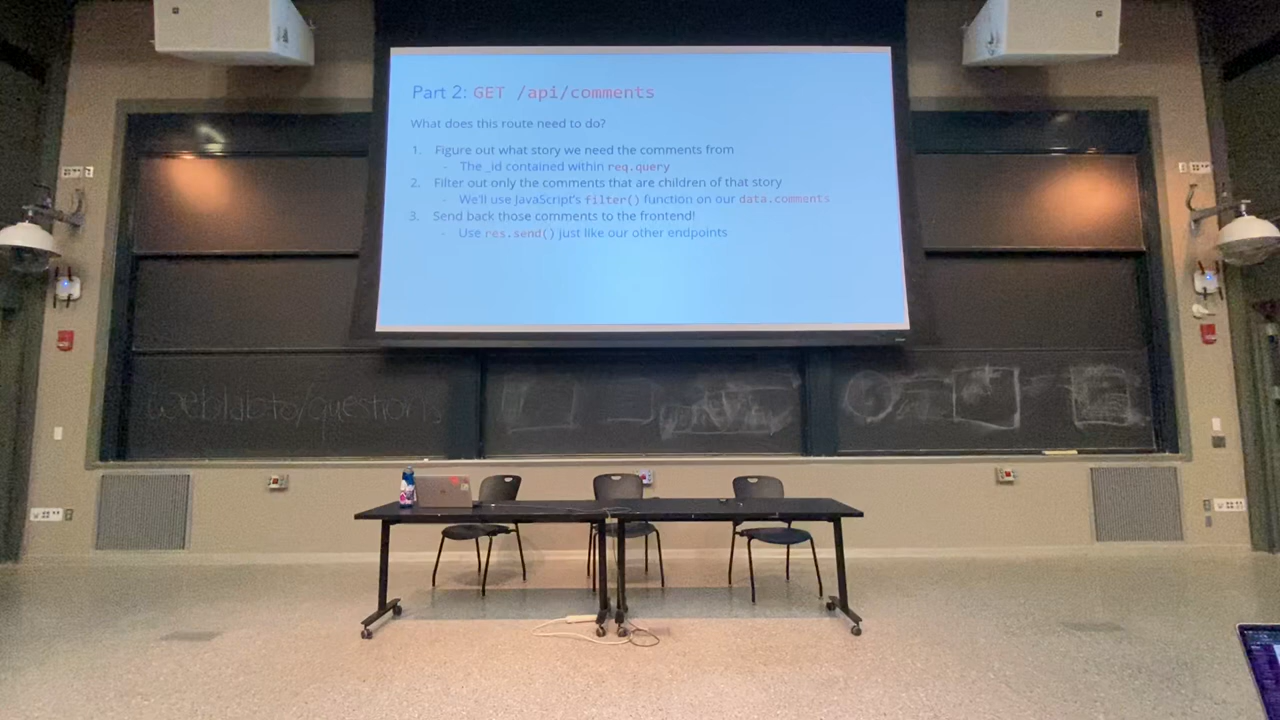 Part 2: GET /api/comments
What does this route need to do?
1. Figure out what story we need the comments from
- The _id contained within req.query
2. Filter out only the comments that are children of that story
- We'll use JavaScript's filter() function on our data.comments
3. Send back those comments to the frontend!
- Use res.send() just like our other endpoints
weblab.to/questions